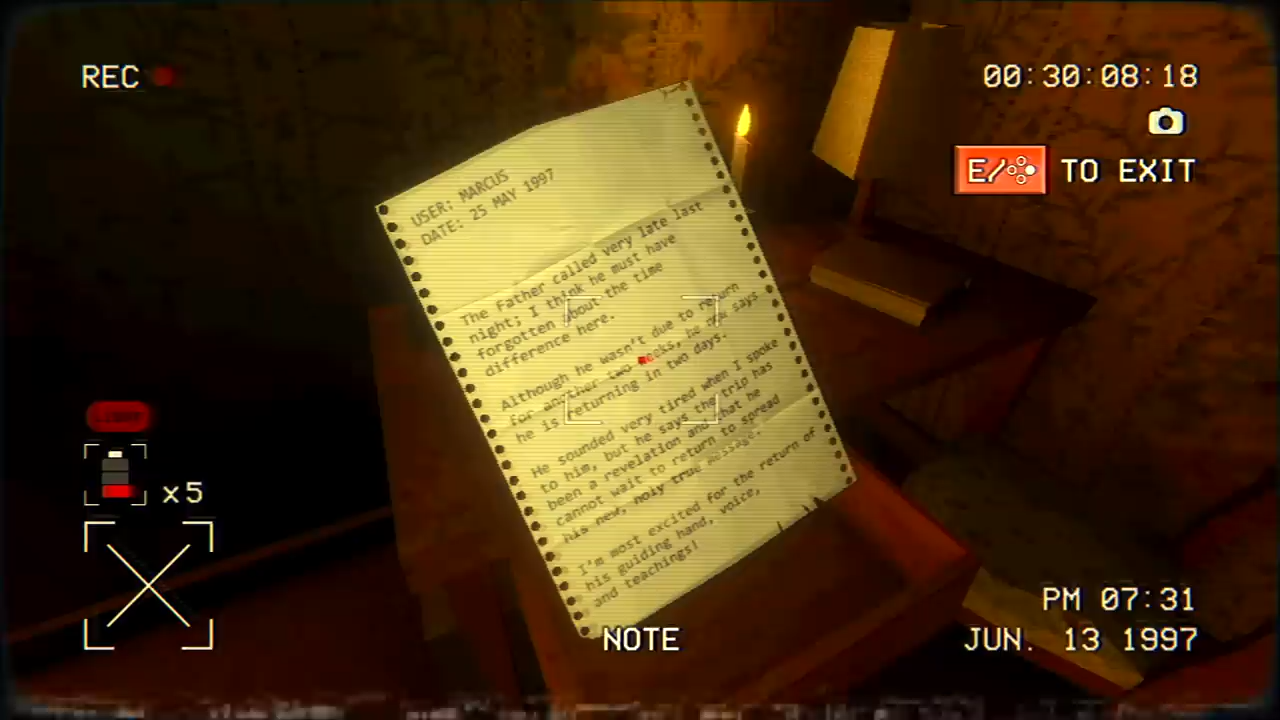 REC
00:30:08:18
E/ TO EXIT
USER: MARCUS
DATE: 25 MAY 1997
The Father called very late last
night; I think he must have
forgotten about the time
difference here.
Although he wasn't due to return
for another two weeks, he now says
he is returning in two days.
He sounded very tired when I spoke
to him, but he says the trip has
been a revelation and that he
cannot wait to return to spread
his new, holy true message.
I'm most excited for the return of
his guiding hand, voice,
and teachings!
x5
PM 07:31
JUN. 13 1997
NOTE